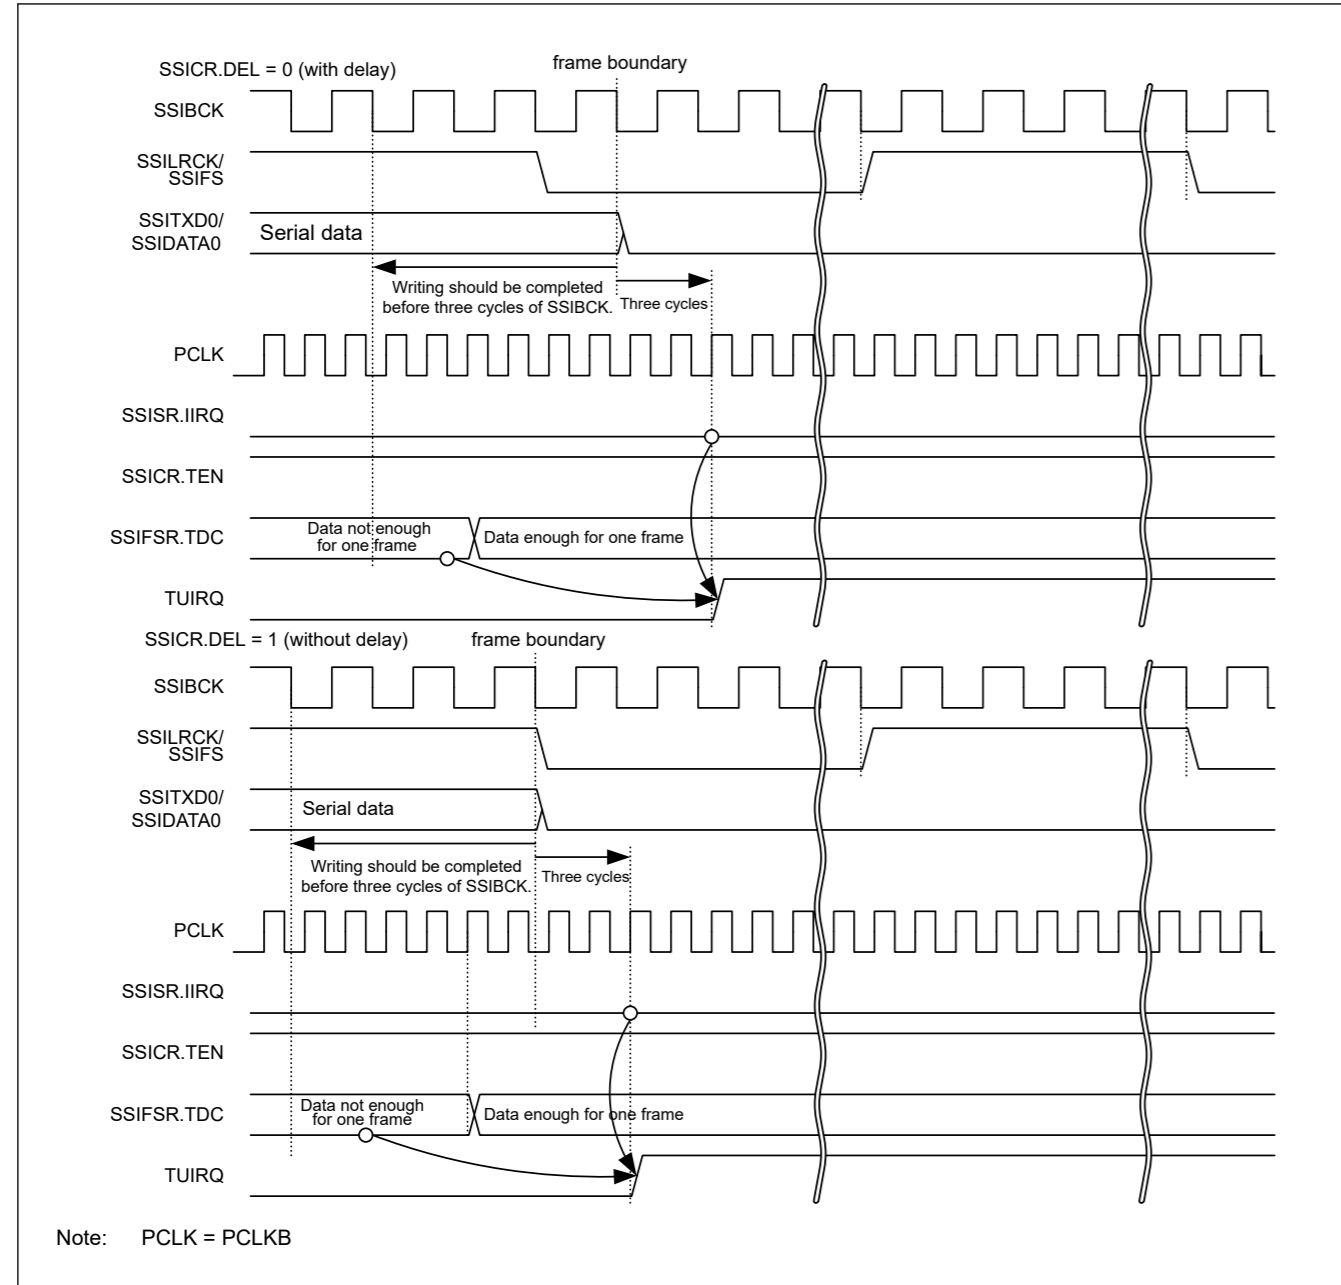 SSICR.DEL = 0 (with delay)
frame boundary
SSIBCK
SSILRCK/
SSIFS
SSITXD0/
SSIDATA0
Serial data
Writing should be completed
before three cycles of SSIBCK.
Three cycles
PCLK
SSISR.IIRQ
SSICR.TEN
SSIFSR.TDC
Data not enough
for one frame
Data enough for one frame
TUIRQ
SSICR.DEL = 1 (without delay)
frame boundary
SSIBCK
SSILRCK/
SSIFS
SSITXD0/
SSIDATA0
Serial data
Writing should be completed
before three cycles of SSIBCK.
Three cycles
PCLK
SSISR.IIRQ
SSICR.TEN
SSIFSR.TDC
Data not enough
for one frame
Data enough for one frame
TUIRQ
Note: PCLK = PCLKB